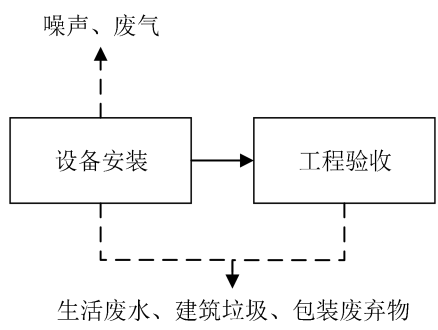 噪声、废气
设备安装
工程验收
生活废水、建筑垃圾、包装废弃物